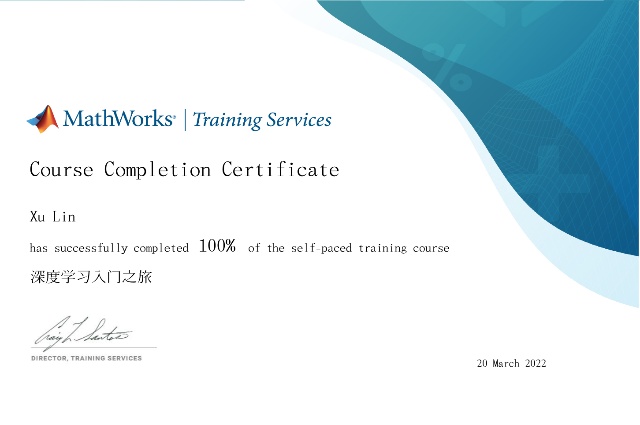 MathWorks® | Training Services
Course Completion Certificate
Xu Lin
has successfully completed 100% of the self-paced training course
深度学习入门之旅
DIRECTOR, TRAINING SERVICES
20 March 2022